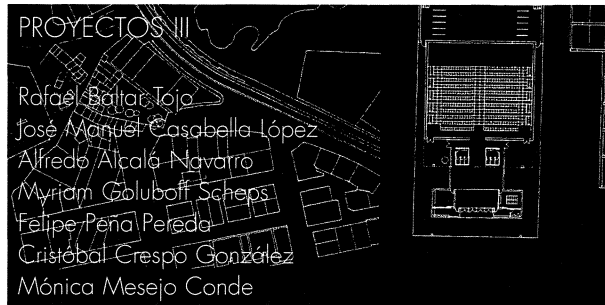 PROYECTOS III
Rafael Baltar Tojo
José Manuel Casabella López
Alfredo Alcalá Navarro
Myriam Goluboff Scheps
Felipe Peña Pereda
Cristóbal Crespo González
Mónica Mesejo Conde